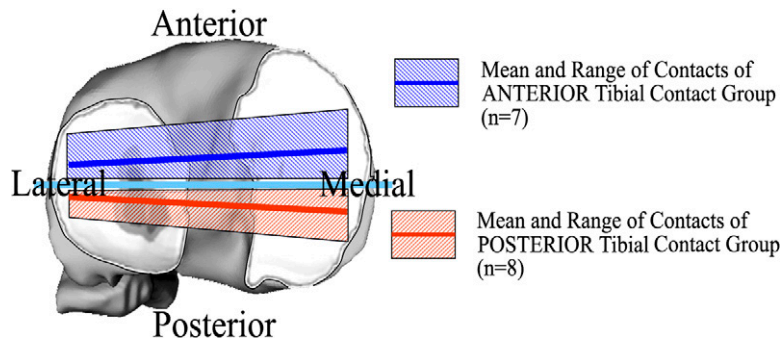 Anterior
Mean and Range of Contacts of
ANTERIOR Tibial Contact Group
(n=7)
Lateral
Medial
Mean and Range of Contacts of
POSTERIOR Tibial Contact Group
(n=8)
Posterior